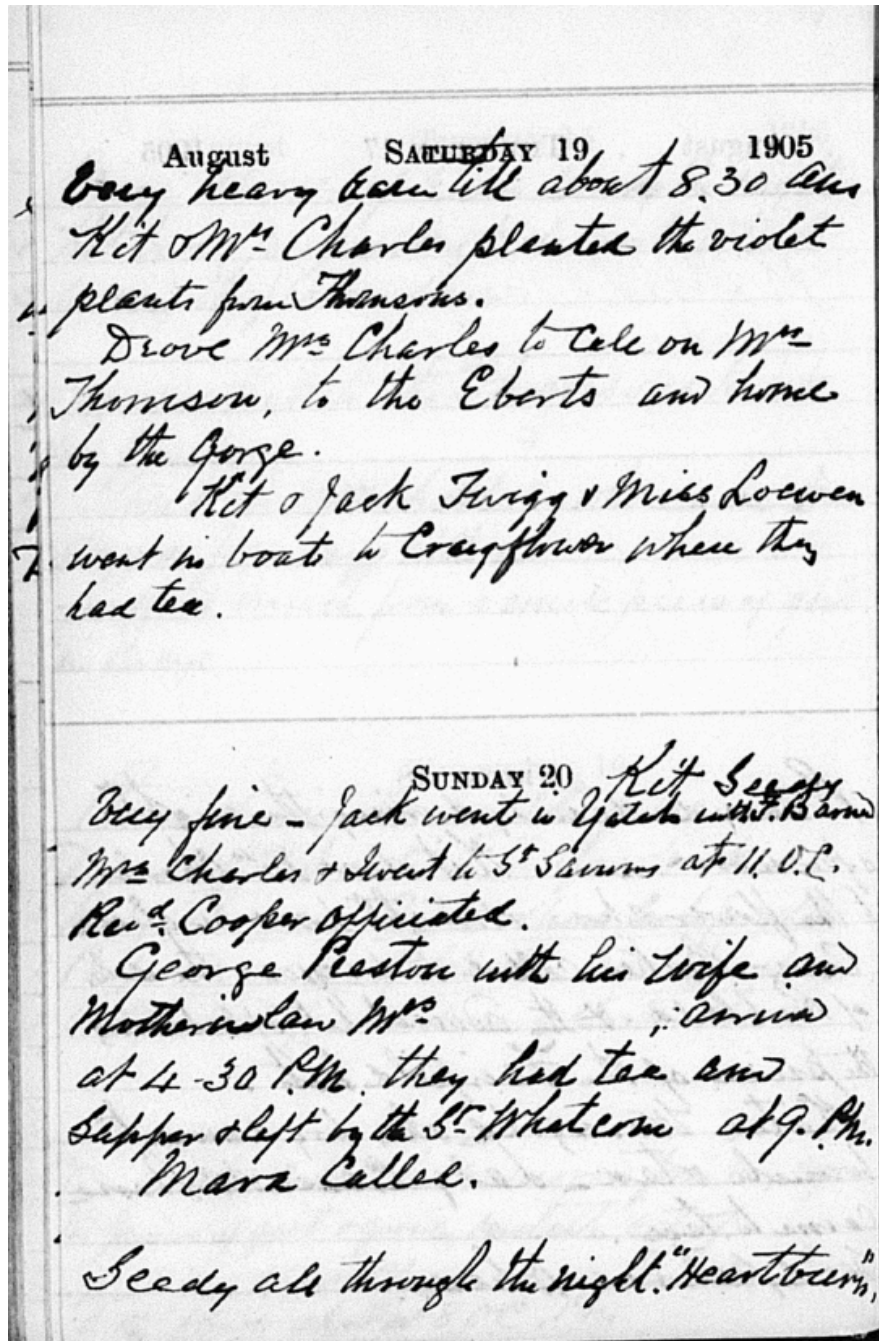 August SATURDAY 19 1905
Very heavy rain till about 8.30 am
Kit & Mrs Charles planted the violet
plants from Thomsons.
Drove Mrs Charles to call on Mrs
Thomson, to the Eberts and home
by the Gorge.
Kit & Jack Twigg & Miss Loewen
went in boats to Craigflower where they
had tea.
SUNDAY 20 Kit Seedy
Very fine - Jack went in Yatch with F. Barnard
Mrs Charles & I went to St Saviours at 11. O.C.
Revd. Cooper officiated.
George Preston with his wife and
Motherinlaw Mrs ; arrived
at 4-30 P.M. they had tea and
supper & left by the Sr. Whatcom at 9. P.M.
Mara Called.
Seedy all through the night. "Heartburn",